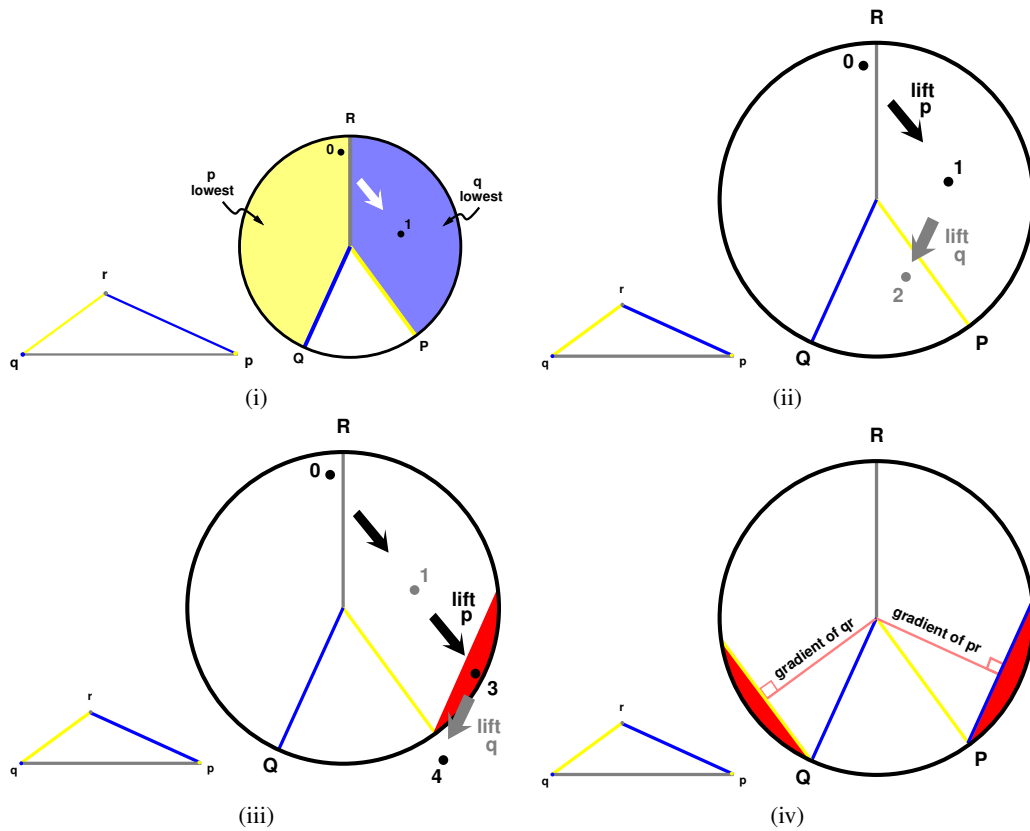 R
0
p
lowest
q
lowest
1
r
q
p
Q
P
(i)
R
0
lift
p
1
lift
q
2
r
q
p
Q
P
(ii)
R
0
1
lift
p
3
lift
q
4
r
q
p
Q
(iii)
R
gradient of qr
gradient of pr
r
q
p
Q
P
(iv)